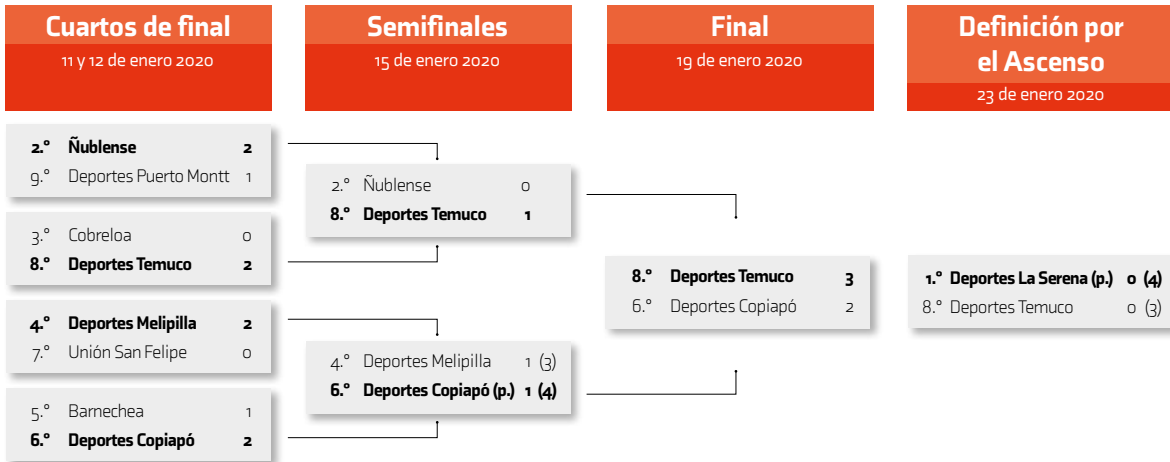 Cuartos de final
11 y 12 de enero 2020
Semifinales
15 de enero 2020
Final
19 de enero 2020
Definición por
el Ascenso
23 de enero 2020
2.° Ñublense 2
9.° Deportes Puerto Montt 1
3.° Cobreloa 0
8.° Deportes Temuco 2
4.° Deportes Melipilla 2
7.° Unión San Felipe 0
5.° Barnechea 1
6.° Deportes Copiapó 2
2.° Ñublense 0
8.° Deportes Temuco 1
4.° Deportes Melipilla 1 (3)
6.° Deportes Copiapó (p.) 1 (4)
8.° Deportes Temuco 3
6.° Deportes Copiapó 2
1.° Deportes La Serena (p.) 0 (4)
8.° Deportes Temuco 0 (3)